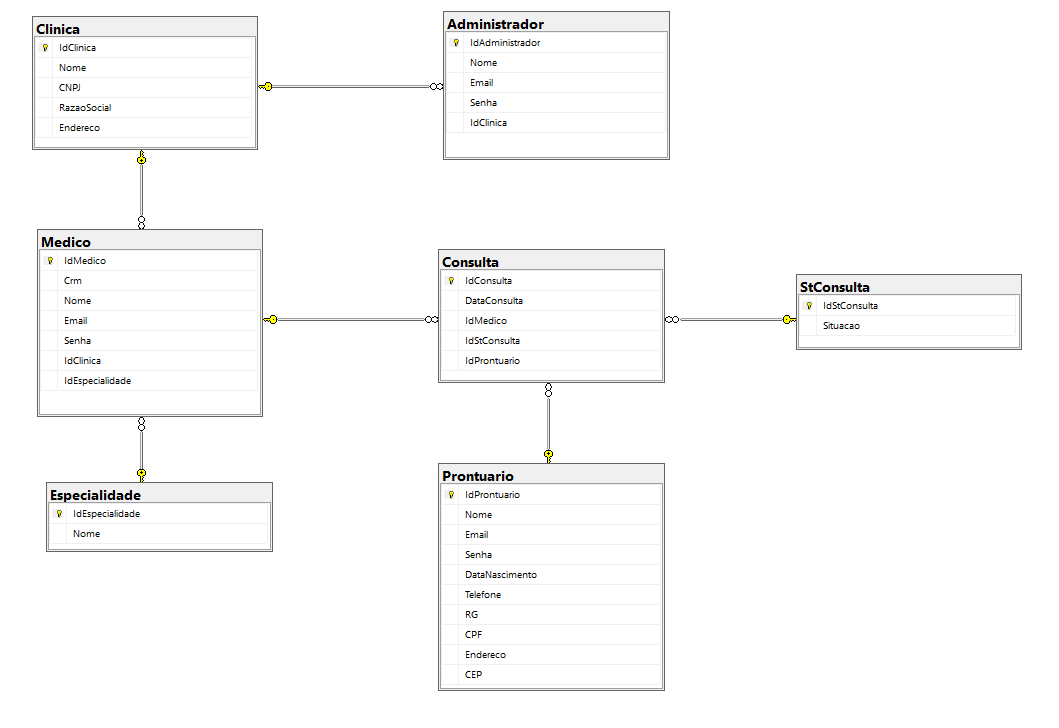 Clinica
IdClinica
Nome
CNPJ
RazaoSocial
Endereco
Administrador
IdAdministrador
Nome
Email
Senha
IdClinica
Medico
IdMedico
Crm
Nome
Email
Senha
IdClinica
IdEspecialidade
Consulta
IdConsulta
DataConsulta
IdMedico
IdStConsulta
IdProntuario
StConsulta
IdStConsulta
Situacao
Especialidade
IdEspecialidade
Nome
Prontuario
IdProntuario
Nome
Email
Senha
DataNascimento
Telefone
RG
CPF
Endereco
CEP